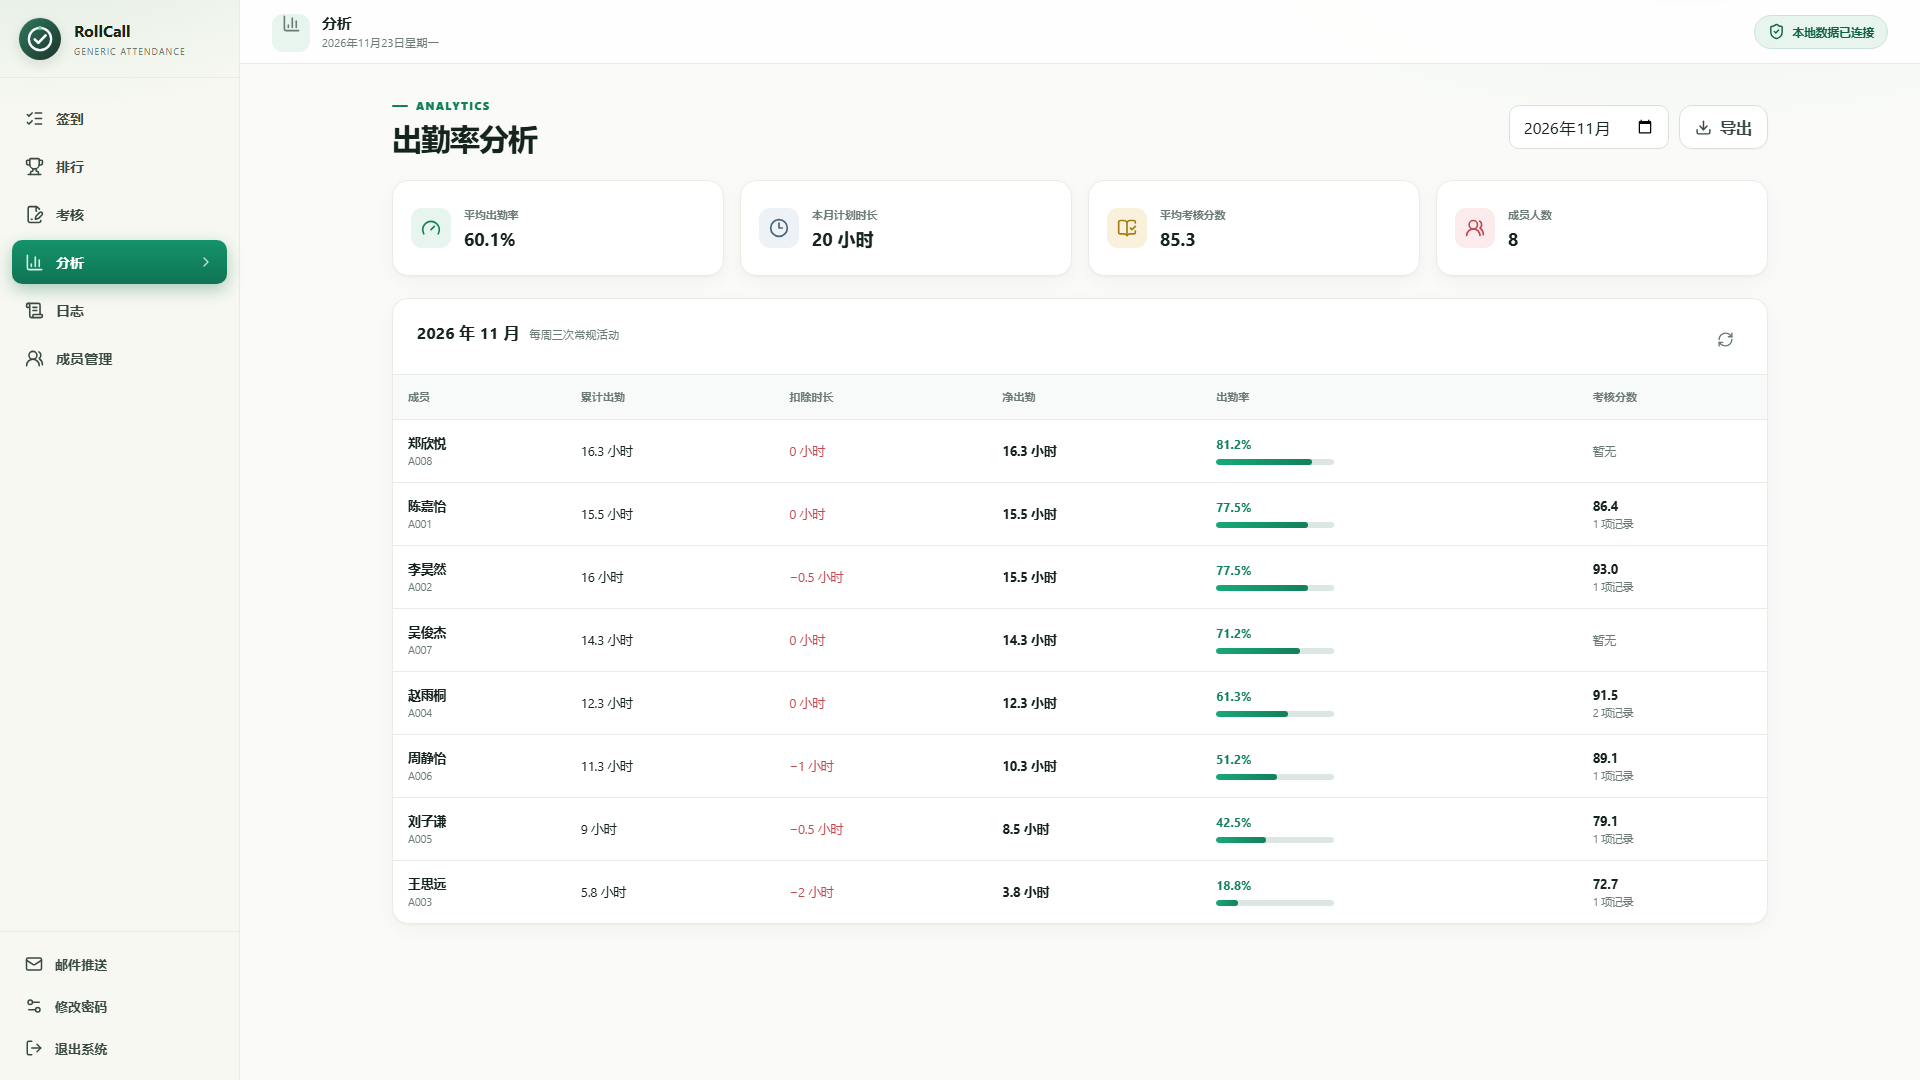 RollCall
GENERIC ATTENDANCE
签到
排行
考核
分析
日志
成员管理
邮件推送
修改密码
退出系统
分析
2026年11月23日星期一
本地数据已连接
ANALYTICS
出勤率分析
2026年11月
导出
平均出勤率
60.1%
本月计划时长
20 小时
平均考核分数
85.3
成员人数
8
2026 年 11 月 每周三次常规活动
成员 累计出勤 扣除时长 净出勤 出勤率 考核分数
郑欣悦
A008
16.3 小时 0 小时 16.3 小时 81.2% 暂无
陈嘉怡
A001
15.5 小时 0 小时 15.5 小时 77.5% 86.4
1 项记录
李昊然
A002
16 小时 −0.5 小时 15.5 小时 77.5% 93.0
1 项记录
吴俊杰
A007
14.3 小时 0 小时 14.3 小时 71.2% 暂无
赵雨桐
A004
12.3 小时 0 小时 12.3 小时 61.3% 91.5
2 项记录
周静怡
A006
11.3 小时 −1 小时 10.3 小时 51.2% 89.1
1 项记录
刘子谦
A005
9 小时 −0.5 小时 8.5 小时 42.5% 79.1
1 项记录
王思远
A003
5.8 小时 −2 小时 3.8 小时 18.8% 72.7
1 项记录